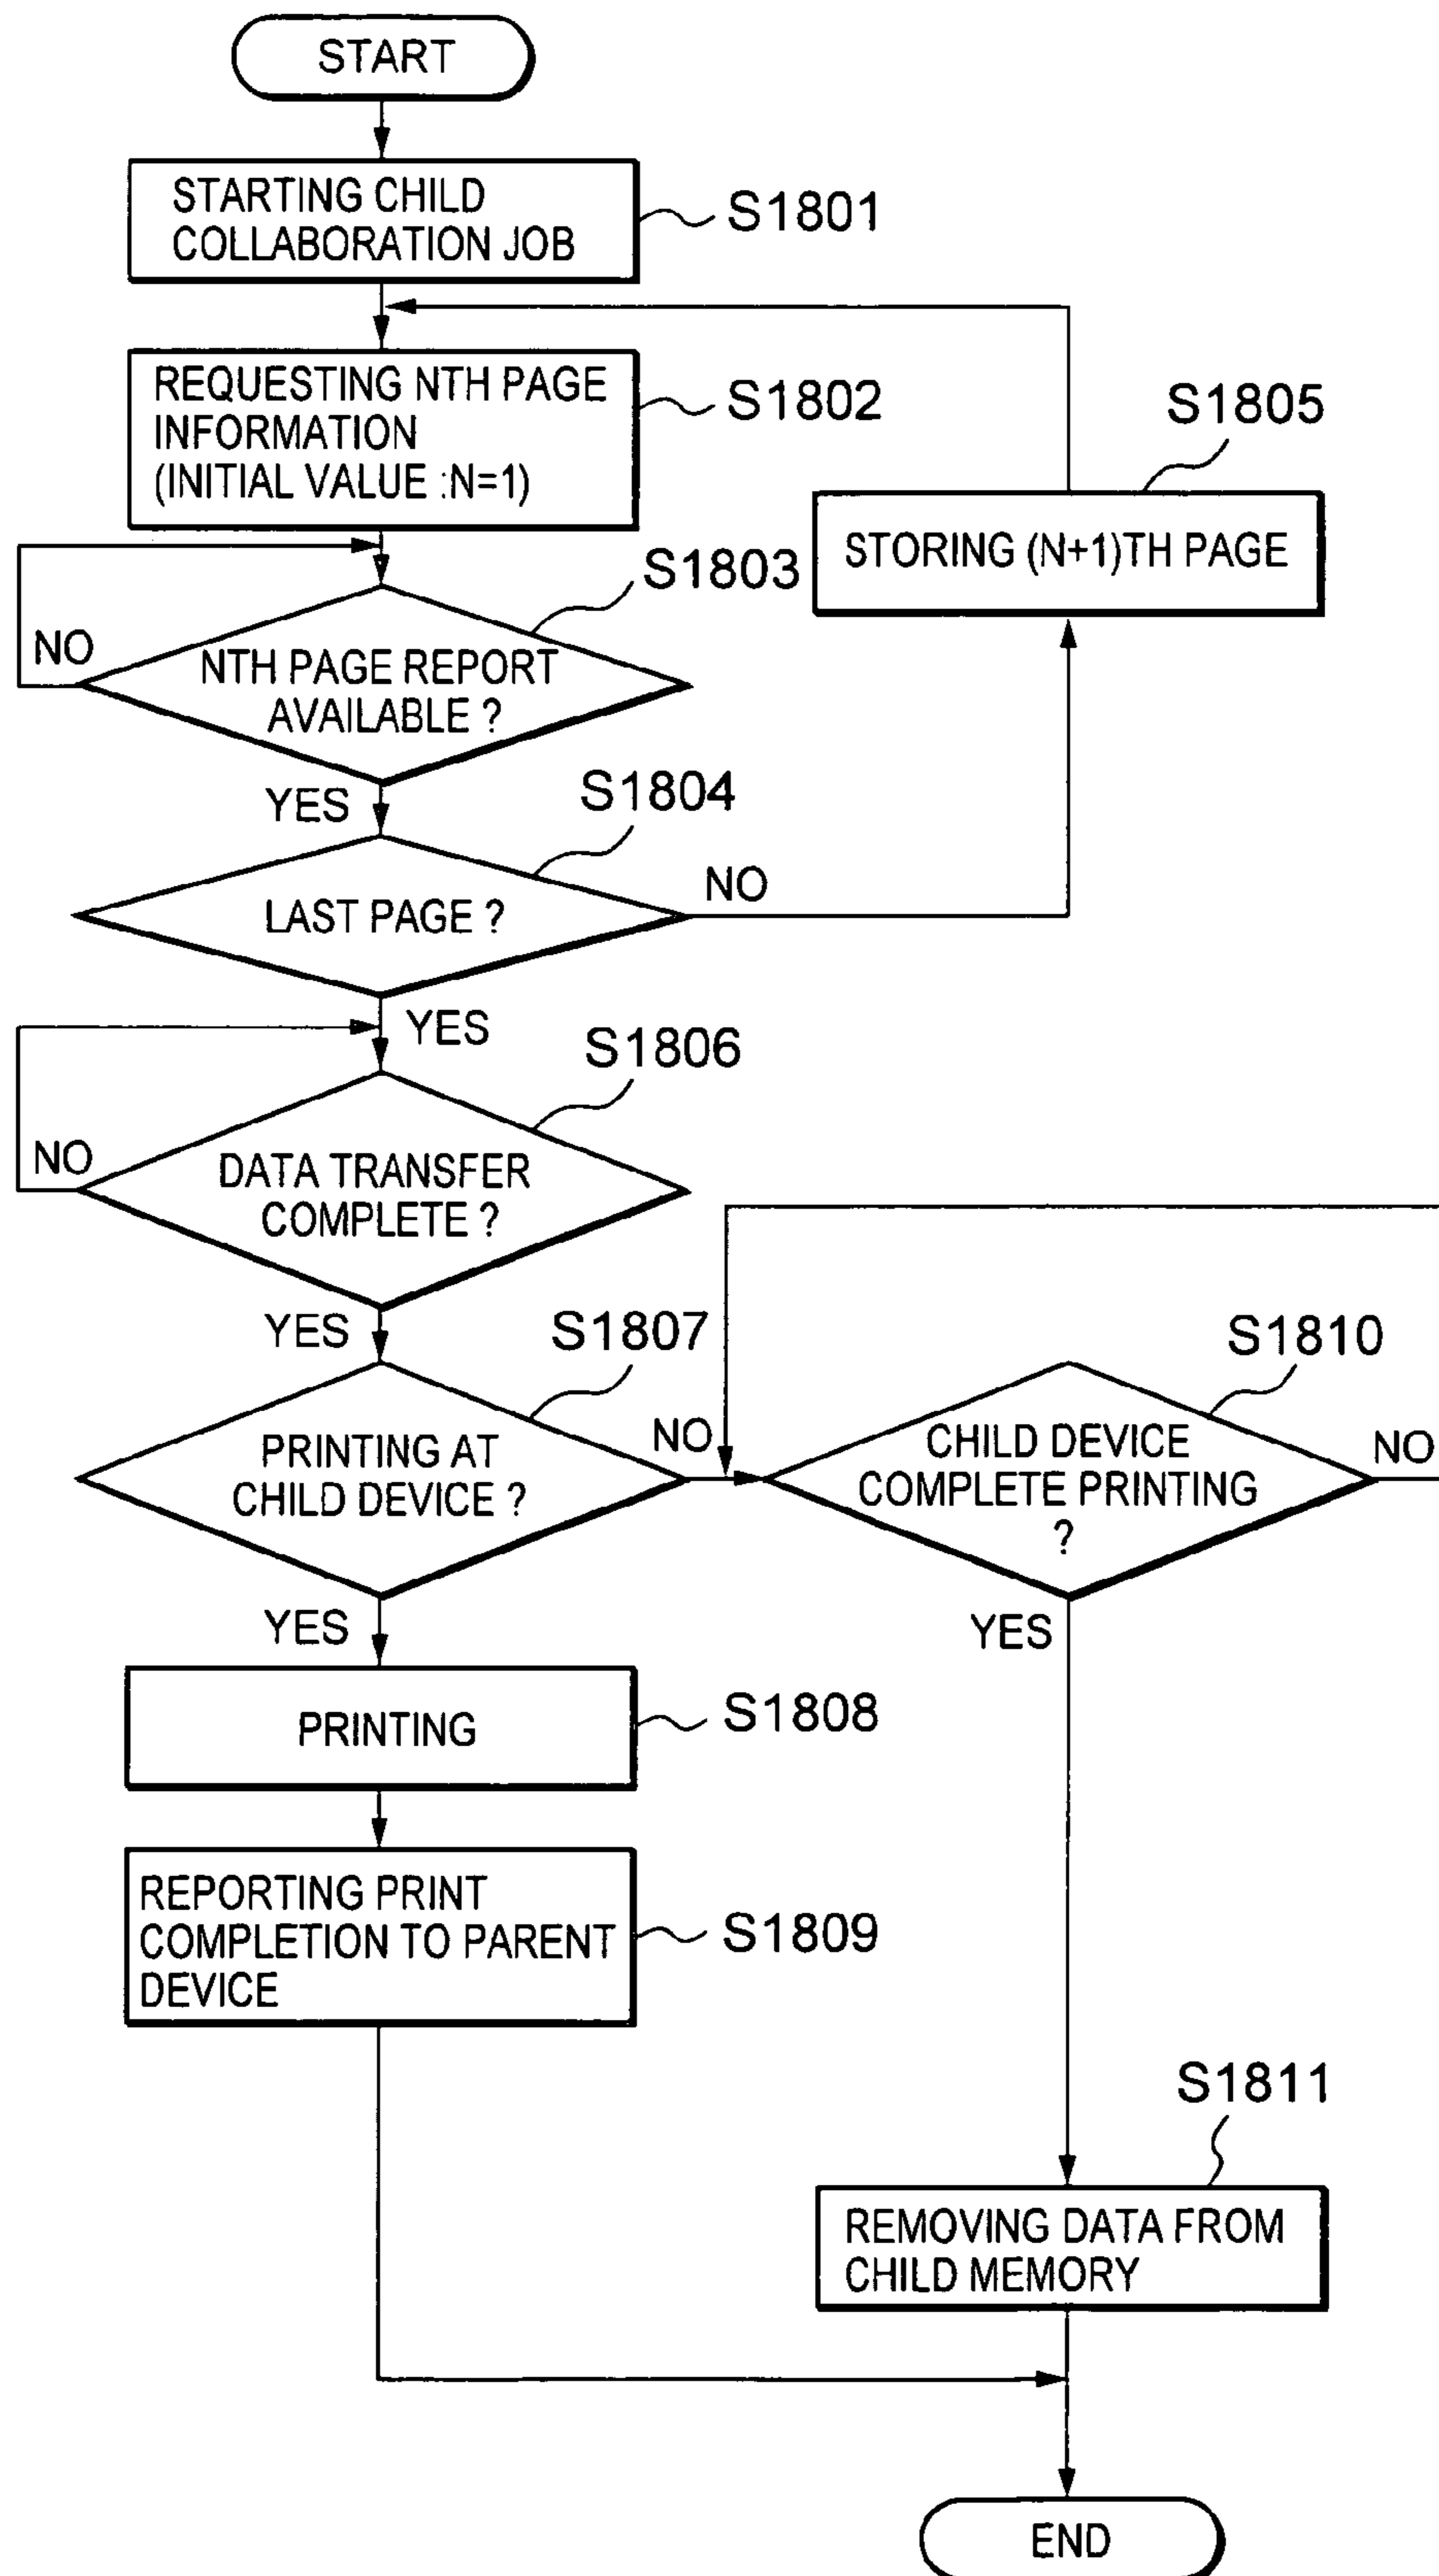 START
STARTING CHILD
COLLABORATION JOB
S1801
REQUESTING NTH PAGE
INFORMATION
(INITIAL VALUE :N=1)
S1802
S1805
STORING (N+1)TH PAGE
S1803
NO
NTH PAGE REPORT
AVAILABLE ?
YES
S1804
LAST PAGE ?
NO
YES
S1806
NO
DATA TRANSFER
COMPLETE ?
YES
S1807
PRINTING AT
CHILD DEVICE ?
NO
S1810
CHILD DEVICE
COMPLETE PRINTING
?
NO
YES
YES
PRINTING
S1808
REPORTING PRINT
COMPLETION TO PARENT
DEVICE
S1809
S1811
REMOVING DATA FROM
CHILD MEMORY
END